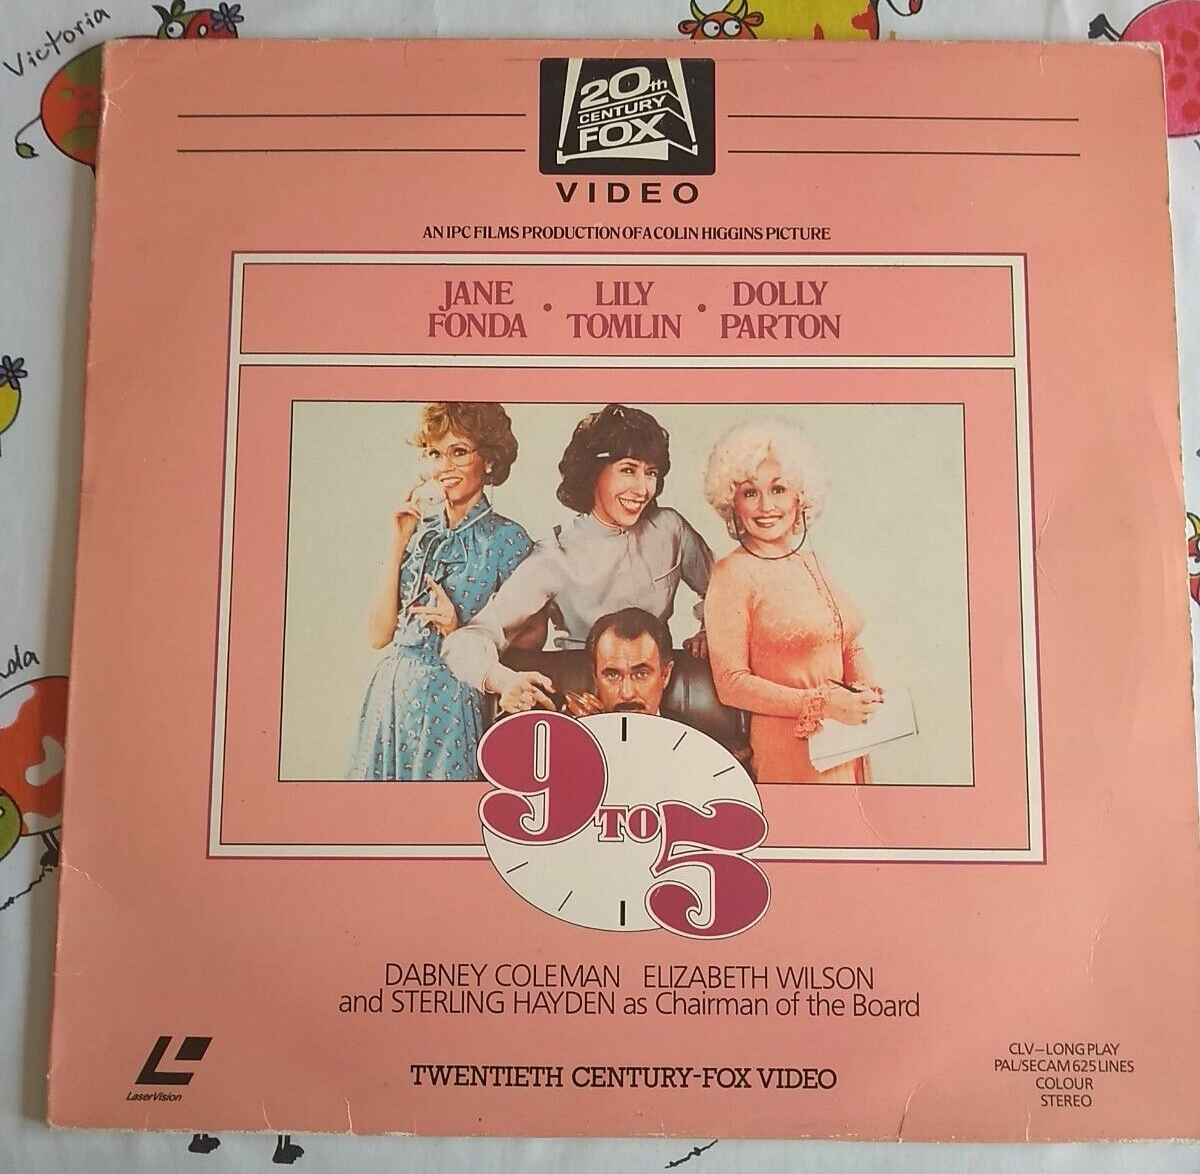 Victoria
20th
CENTURY
FOX
VIDEO
AN IPC FILMS PRODUCTION OF A COLIN HIGGINS PICTURE
JANE FONDA • LILY TOMLIN • DOLLY PARTON
9 TO 5
DABNEY COLEMAN ELIZABETH WILSON
and STERLING HAYDEN as Chairman of the Board
TWENTIETH CENTURY-FOX VIDEO
LaserVision
CLV–LONG PLAY
PAL/SECAM 625 LINES
COLOUR
STEREO